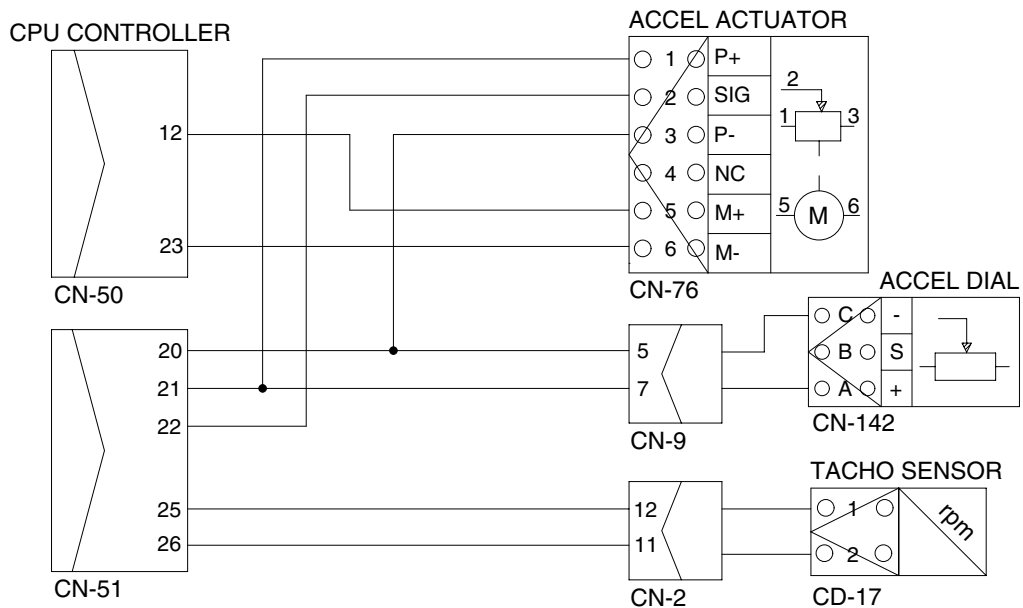 CPU CONTROLLER
12
23
CN-50
20
21
22
25
26
CN-51
ACCEL ACTUATOR
1 P+
2 SIG
3 P-
4 NC
5 M+
6 M-
2
1 3
5 M 6
CN-76
5
7
CN-9
ACCEL DIAL
C -
B S
A +
CN-142
12
11
CN-2
TACHO SENSOR
1
2
rpm
CD-17